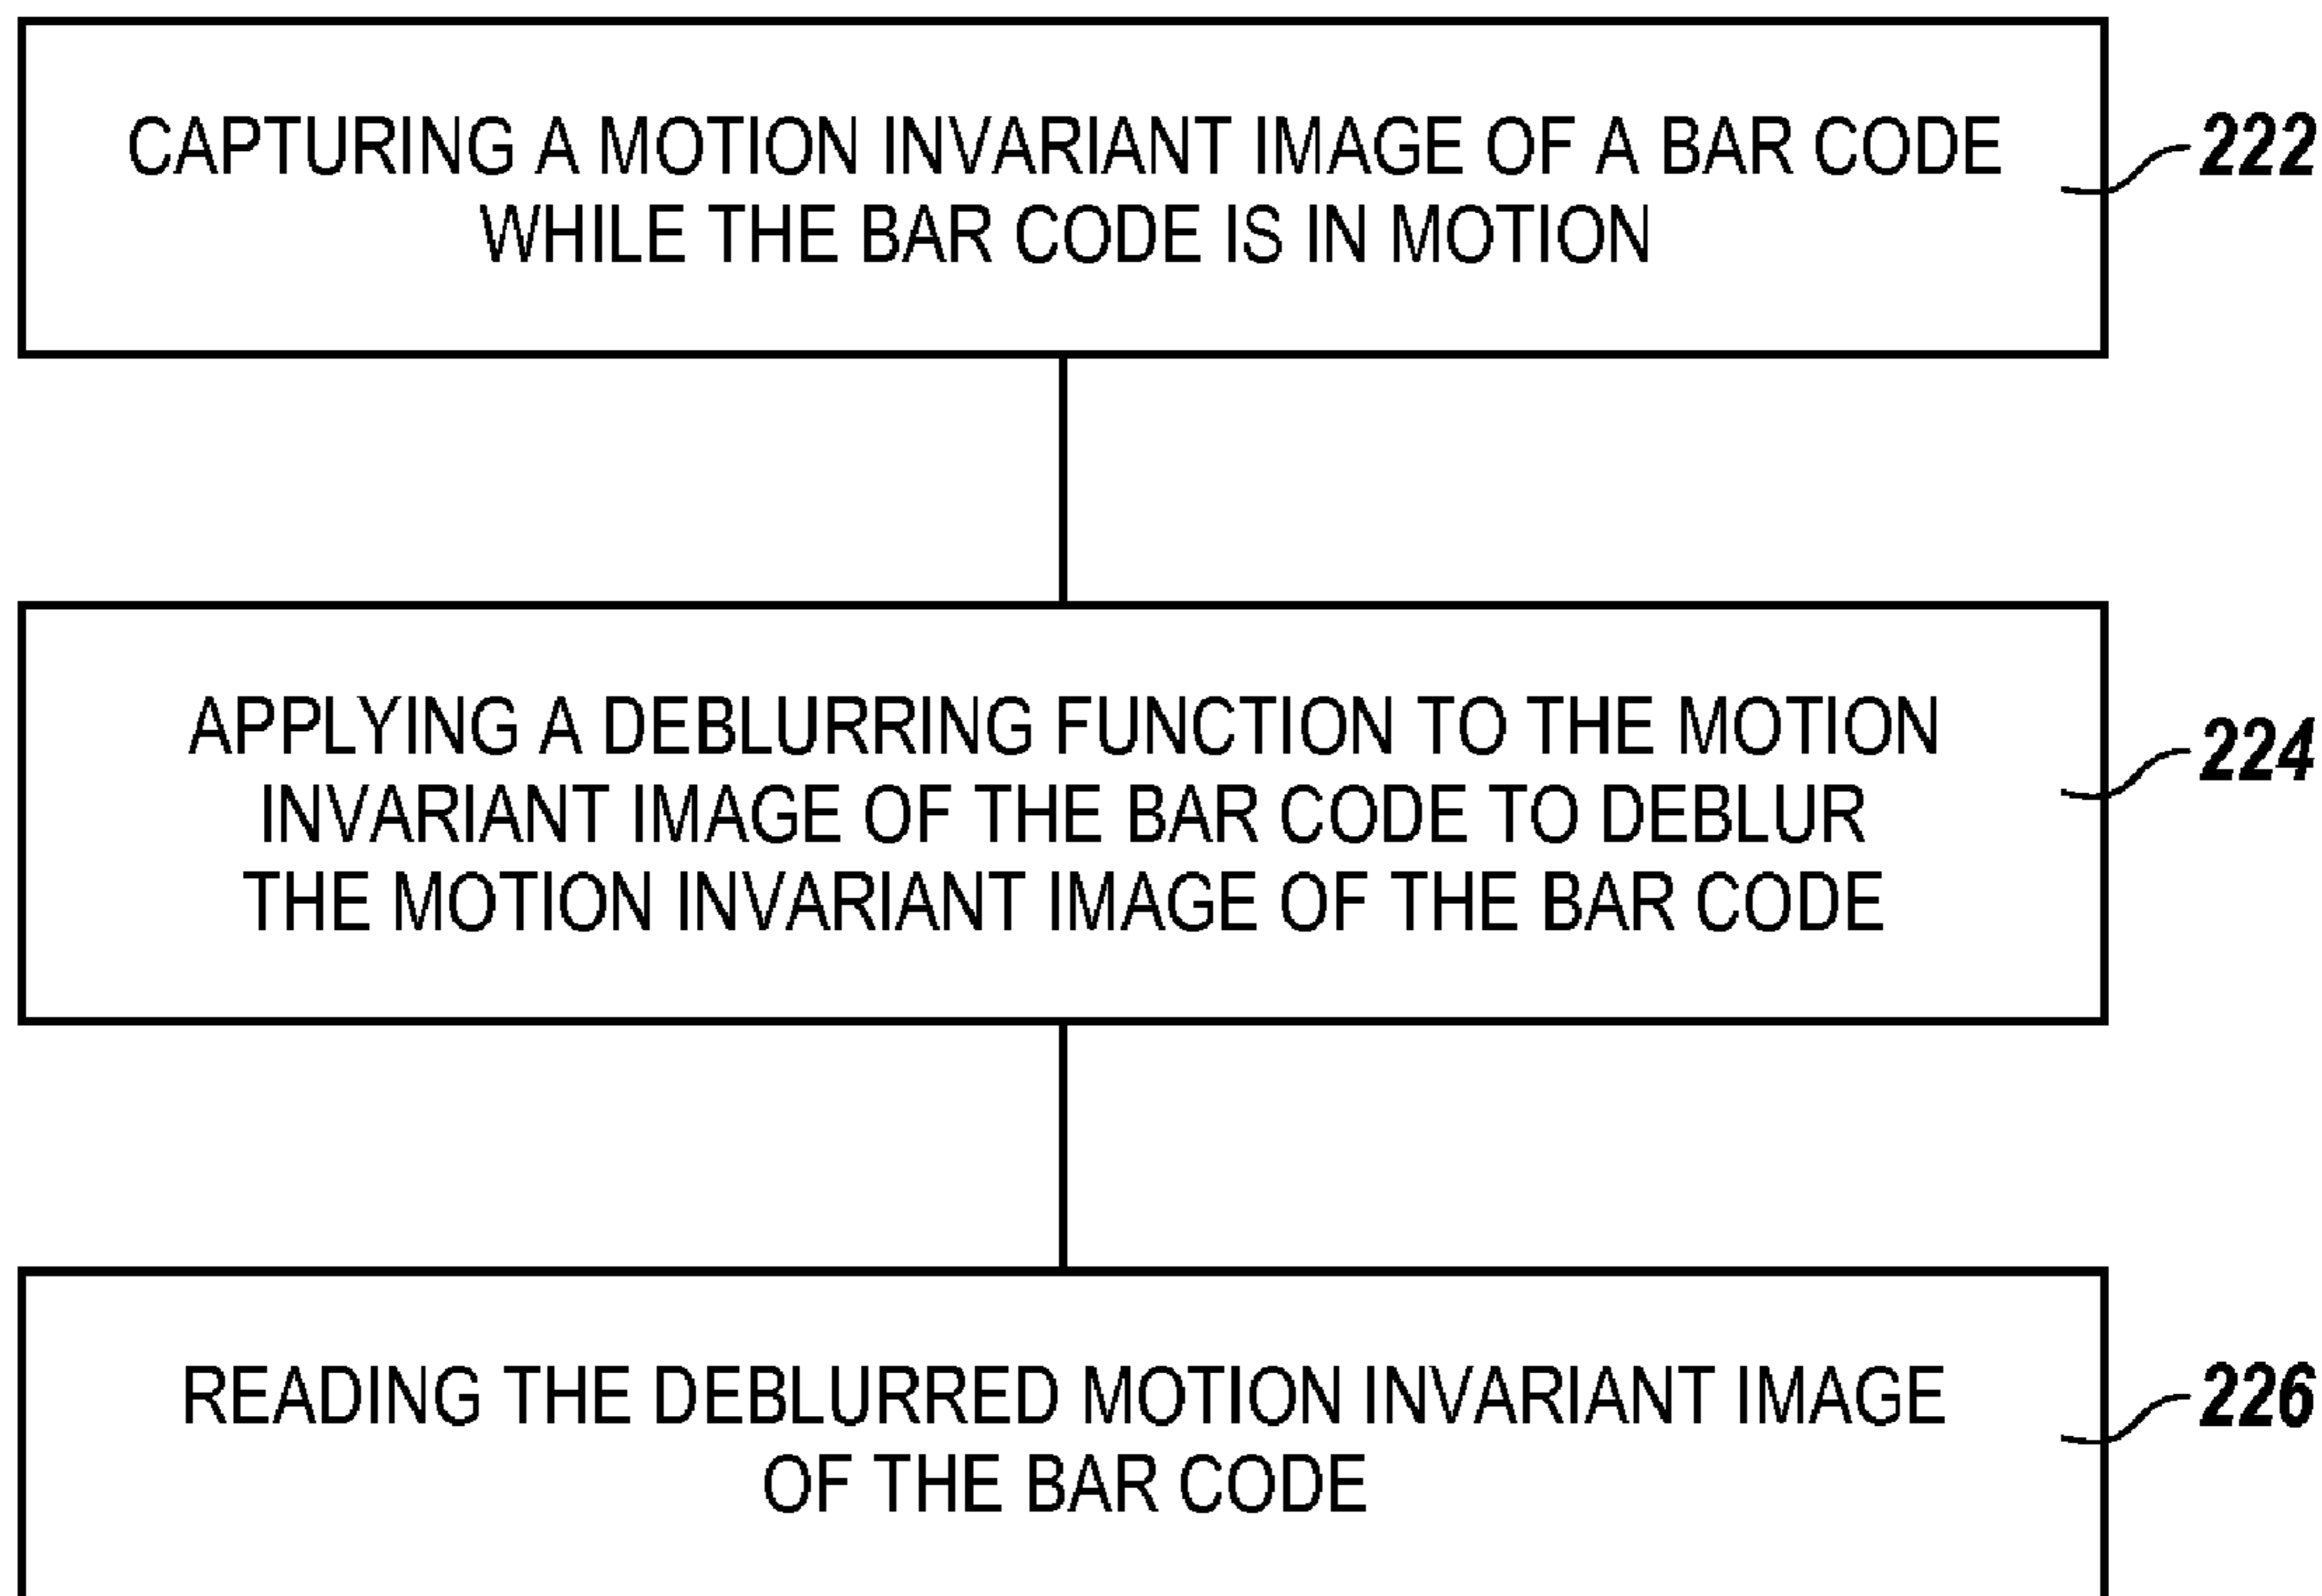 CAPTURING A MOTION INVARIANT IMAGE OF A BAR CODE
WHILE THE BAR CODE IS IN MOTION
222
APPLYING A DEBLURRING FUNCTION TO THE MOTION
INVARIANT IMAGE OF THE BAR CODE TO DEBLUR
THE MOTION INVARIANT IMAGE OF THE BAR CODE
224
READING THE DEBLURRED MOTION INVARIANT IMAGE
OF THE BAR CODE
226